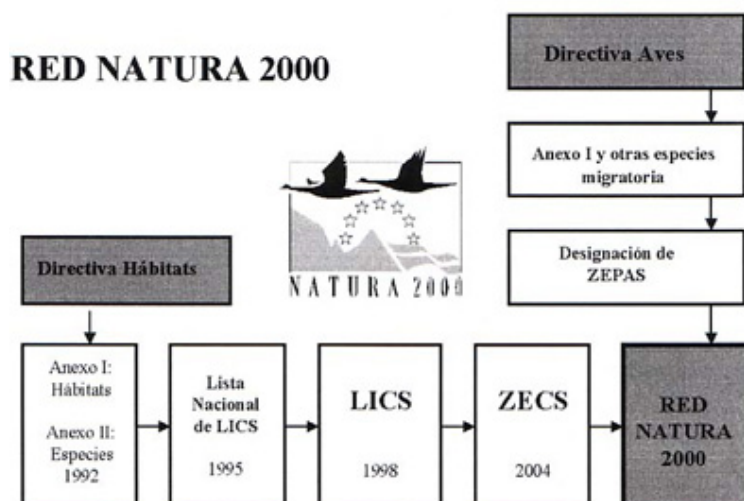 RED NATURA 2000
Directiva Aves
Anexo I y otras especies
migratoria
Designación de
ZEPAS
NATURA 2000
Directiva Hábitats
Anexo I:
Hábitats
Anexo II:
Especies
1992
Lista
Nacional
de LICS
1995
LICS
1998
ZECS
2004
RED
NATURA
2000